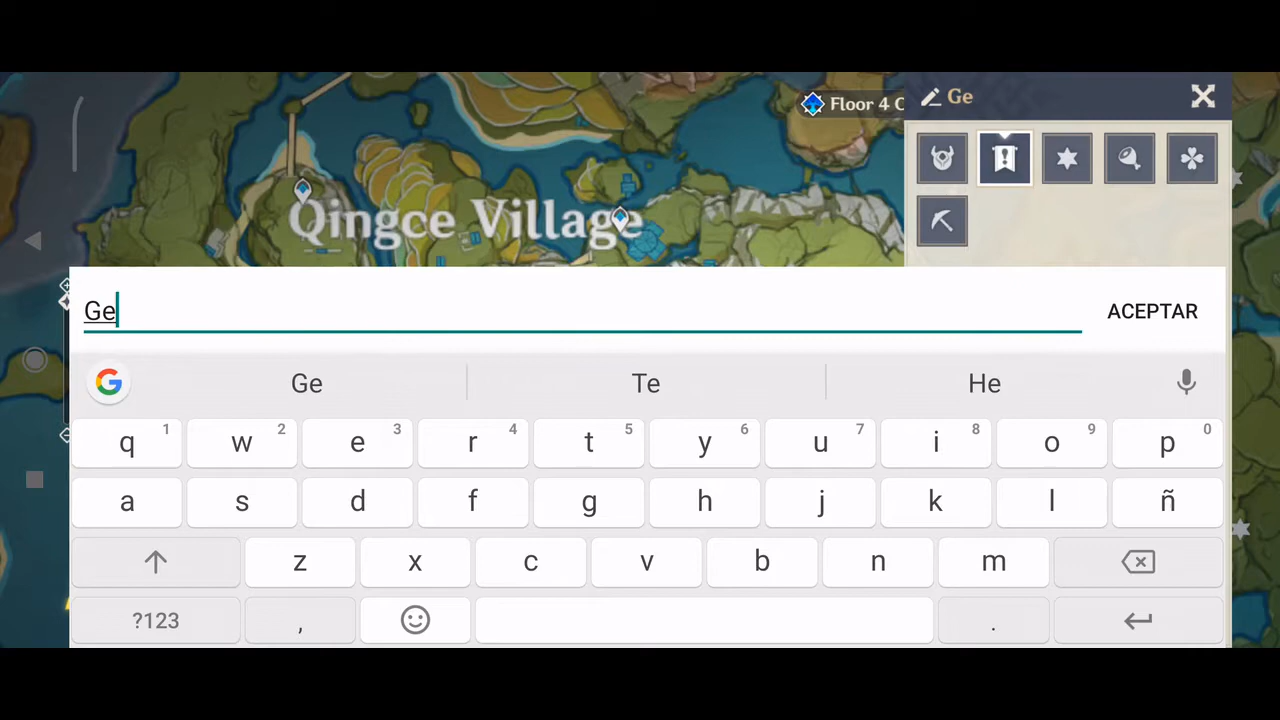 Floor 4 C
Ge
Qingce Village
Ge
ACEPTAR
G Ge Te He
q 1 w 2 e 3 r 4 t 5 y 6 u 7 i 8 o 9 p 0
a s d f g h j k l ñ
z x c v b n m
?123 , .